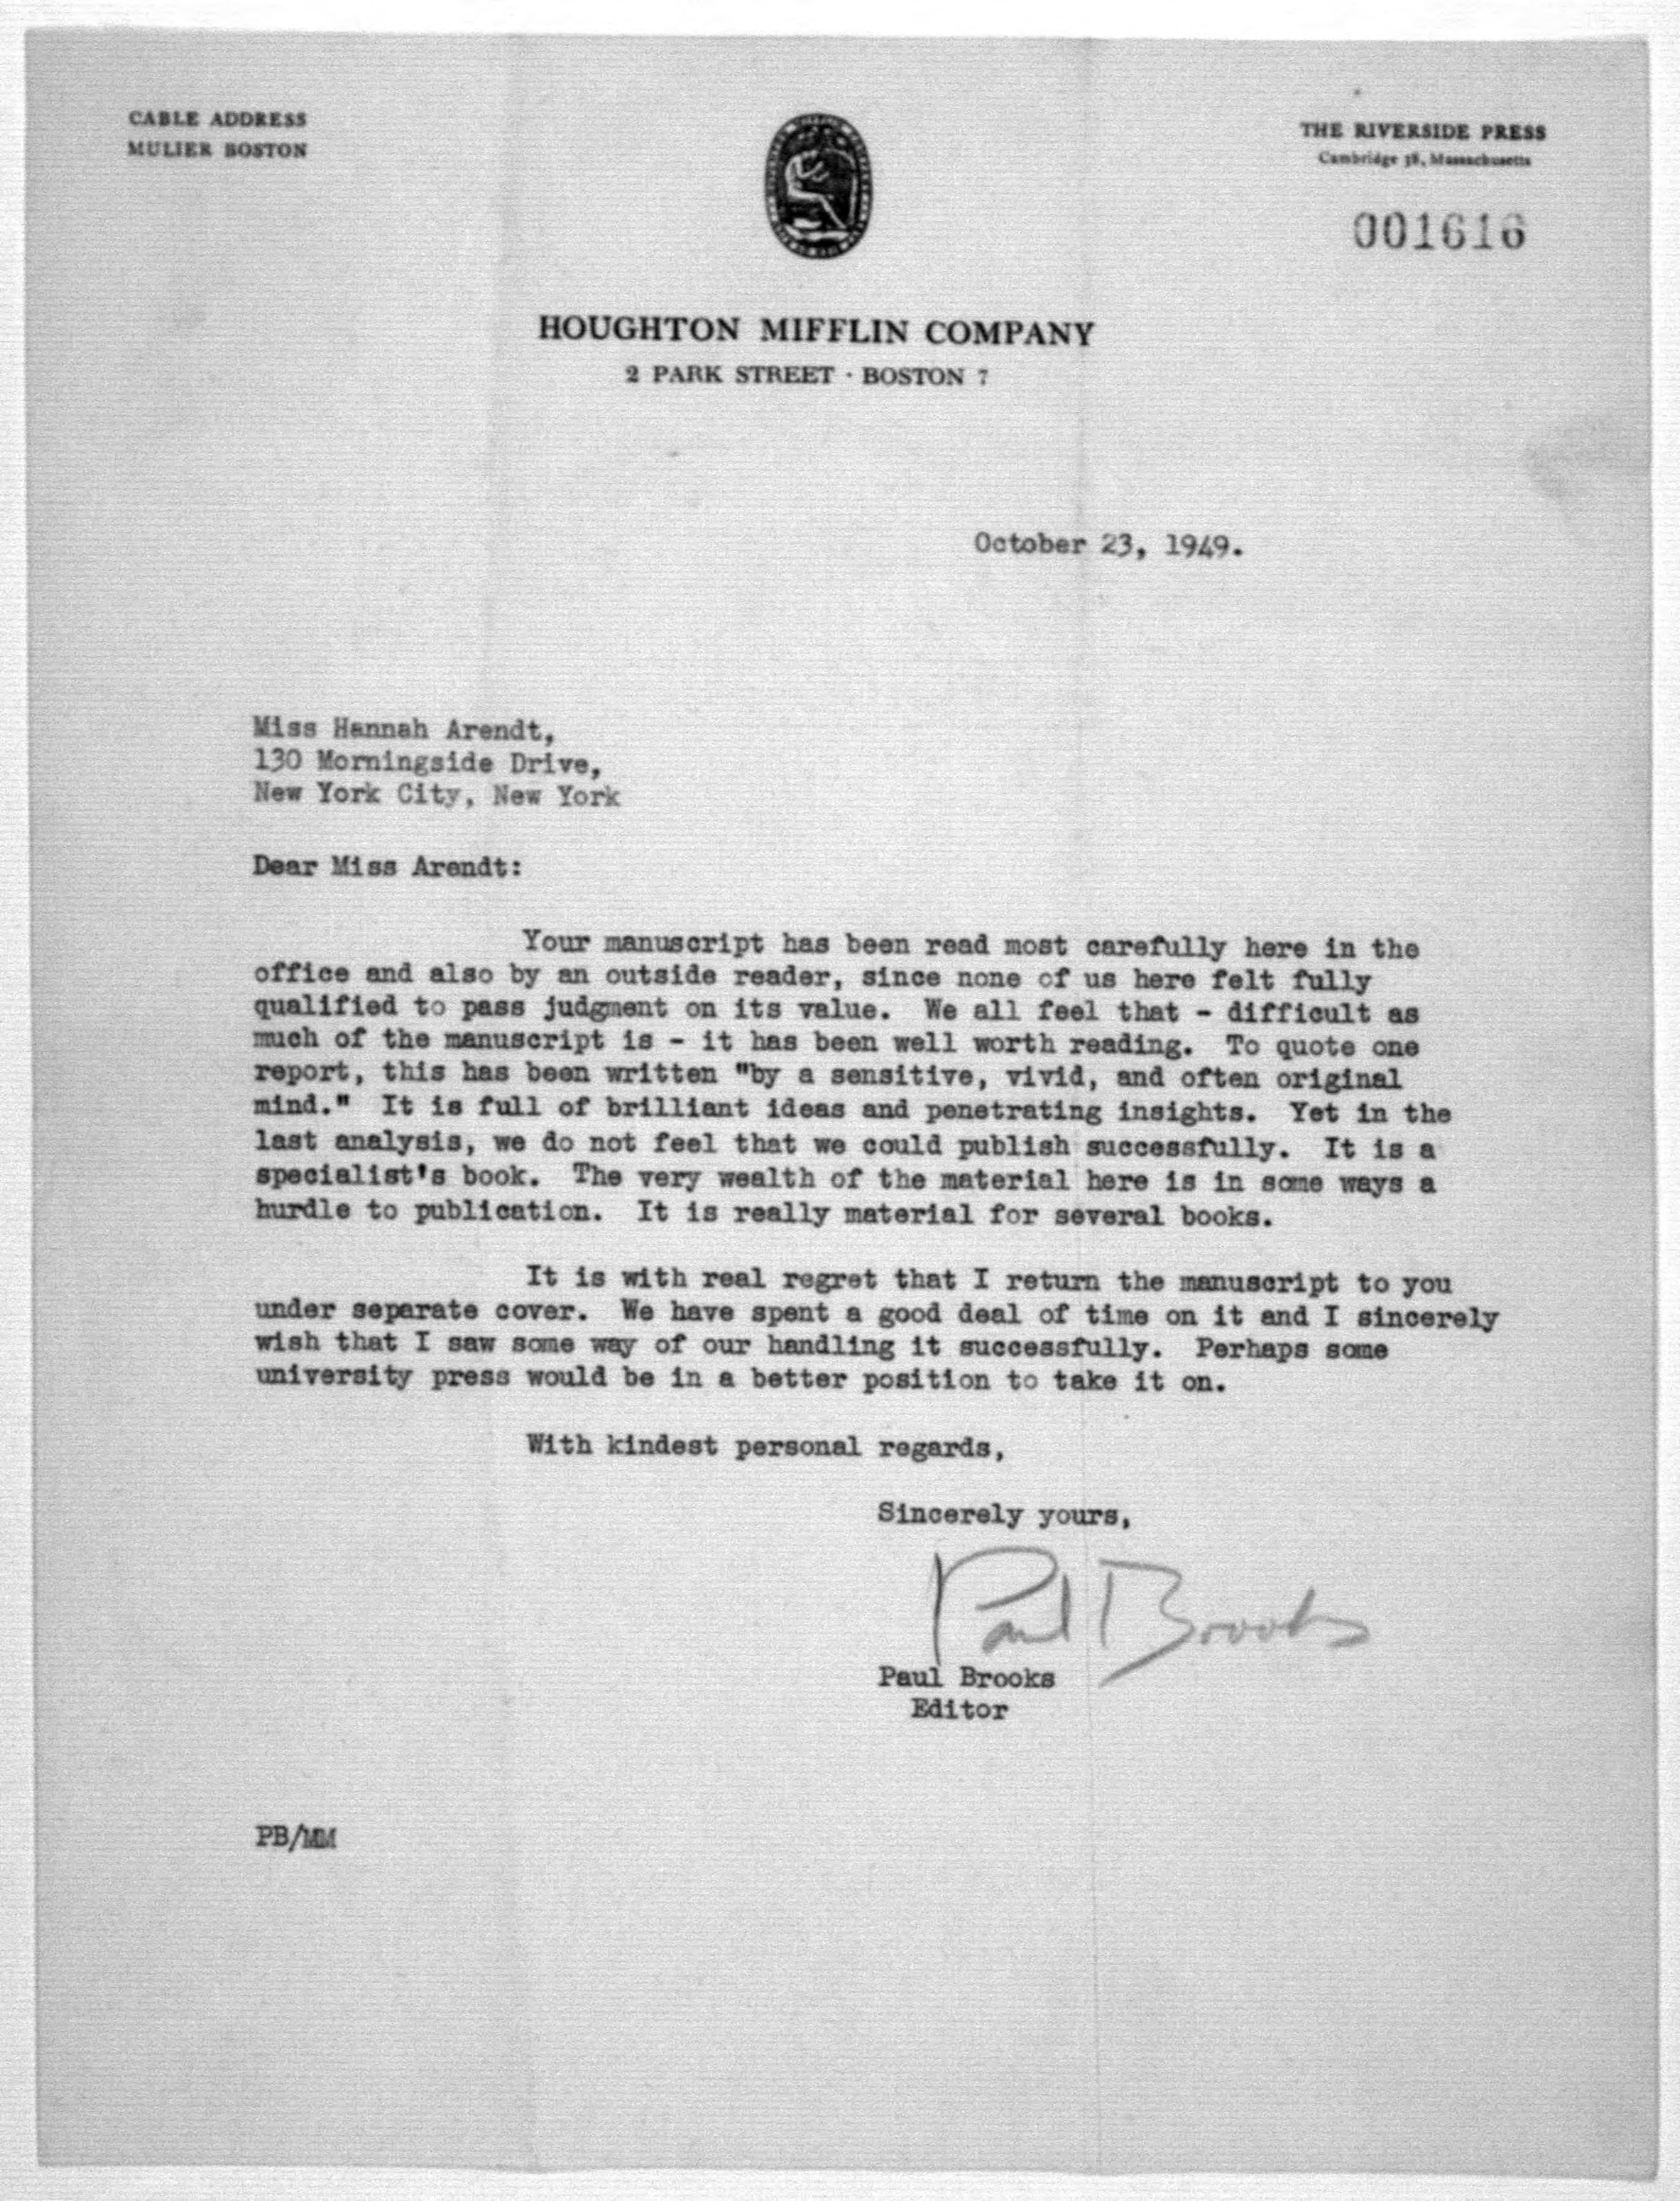 CABLE ADDRESS
MULIER BOSTON
THE RIVERSIDE PRESS
Cambridge 38, Massachusetts
001616
HOUGHTON MIFFLIN COMPANY
2 PARK STREET · BOSTON 7
October 23, 1949.
Miss Hannah Arendt,
130 Morningside Drive,
New York City, New York
Dear Miss Arendt:
Your manuscript has been read most carefully here in the
office and also by an outside reader, since none of us here felt fully
qualified to pass judgment on its value. We all feel that - difficult as
much of the manuscript is - it has been well worth reading. To quote one
report, this has been written "by a sensitive, vivid, and often original
mind." It is full of brilliant ideas and penetrating insights. Yet in the
last analysis, we do not feel that we could publish successfully. It is a
specialist's book. The very wealth of the material here is in some ways a
hurdle to publication. It is really material for several books.
It is with real regret that I return the manuscript to you
under separate cover. We have spent a good deal of time on it and I sincerely
wish that I saw some way of our handling it successfully. Perhaps some
university press would be in a better position to take it on.
With kindest personal regards,
Sincerely yours,
Paul Brooks
Paul Brooks
Editor
PB/MM